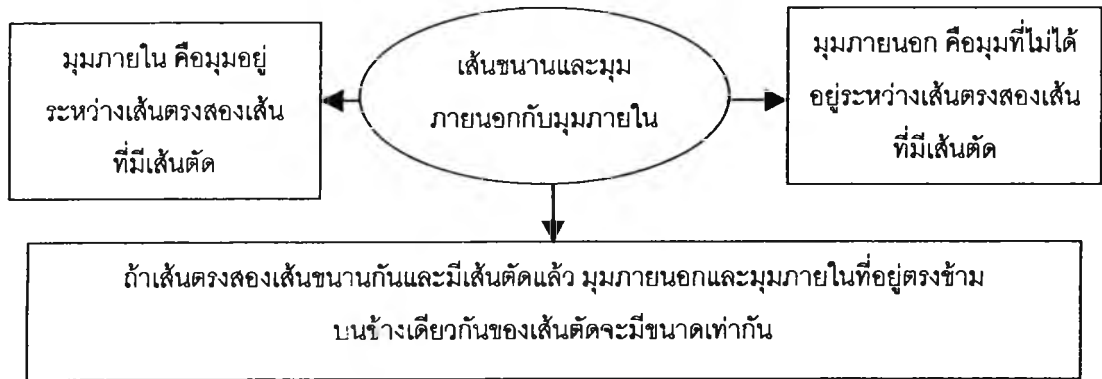 มุมภายใน คือมุมอยู่
ระหว่างเส้นตรงสองเส้น
ที่มีเส้นตัด
เส้นขนานและมุม
ภายนอกกับมุมภายใน
มุมภายนอก คือมุมที่ไม่ได้
อยู่ระหว่างเส้นตรงสองเส้น
ที่มีเส้นตัด
ถ้าเส้นตรงสองเส้นขนานกันและมีเส้นตัดแล้ว มุมภายนอกและมุมภายในที่อยู่ตรงข้าม
บนข้างเดียวกันของเส้นตัดจะมีขนาดเท่ากัน